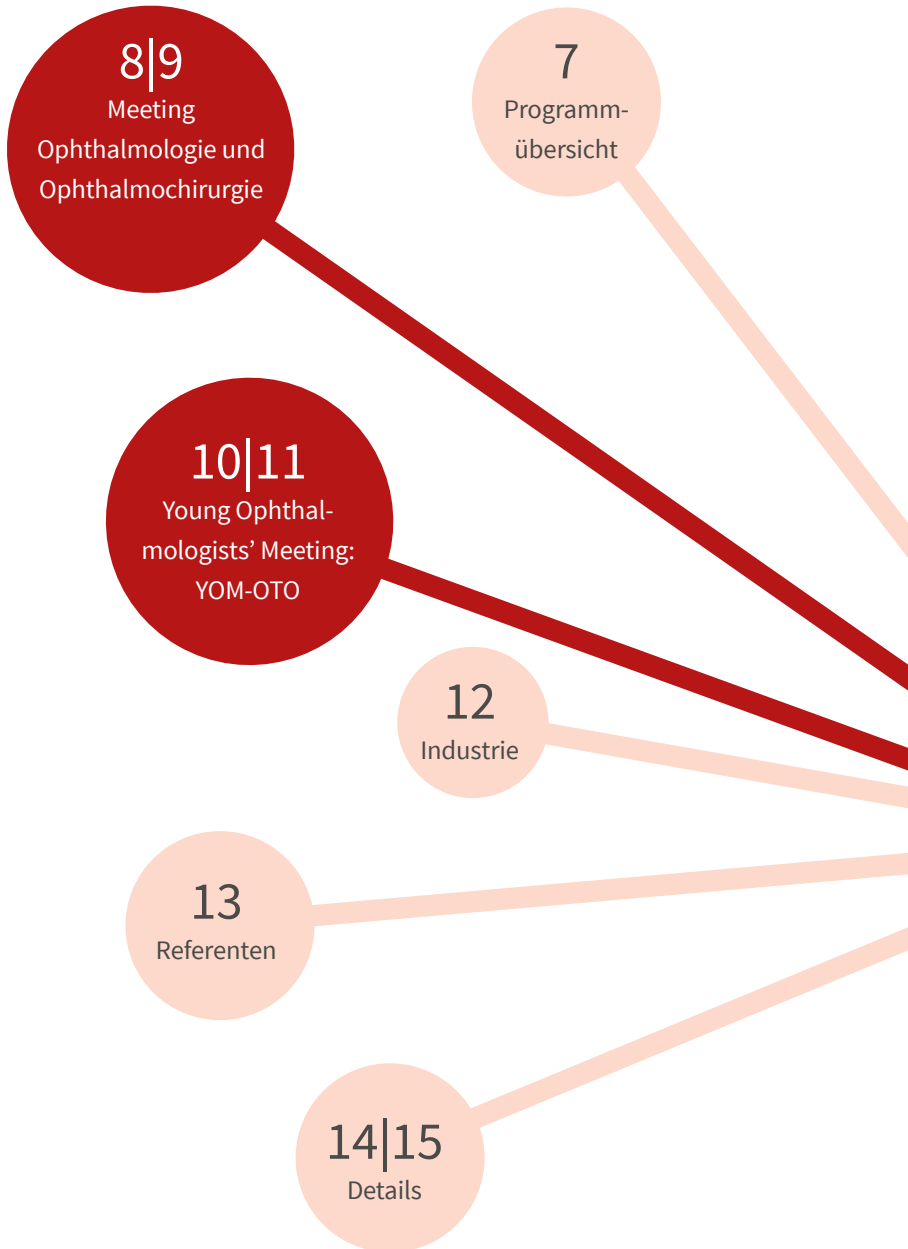 8|9
Meeting
Ophthalmologie und
Ophthalmochirurgie
7
Programm-
übersicht
10|11
Young Ophthal-
mologists’ Meeting:
YOM-OTO
12
Industrie
13
Referenten
14|15
Details